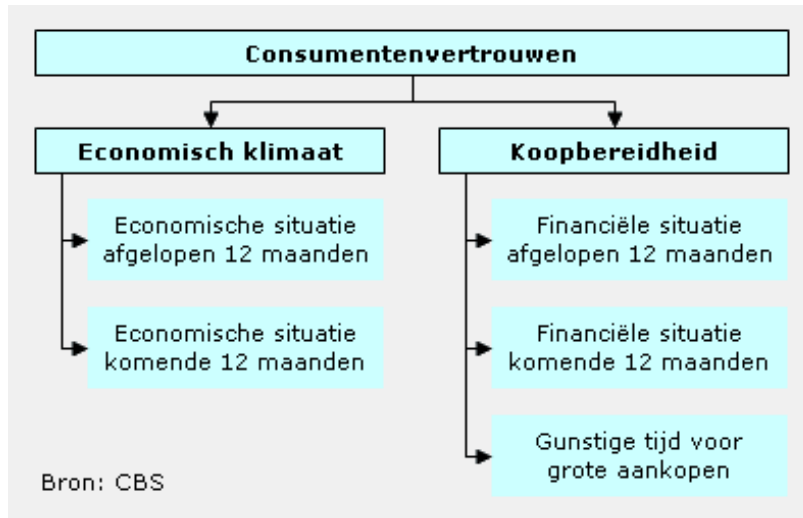 Consumentenvertrouwen
Economisch klimaat
Economische situatie
afgelopen 12 maanden
Economische situatie
komende 12 maanden
Koopbereidheid
Financiële situatie
afgelopen 12 maanden
Financiële situatie
komende 12 maanden
Gunstige tijd voor
grote aankopen
Bron: CBS